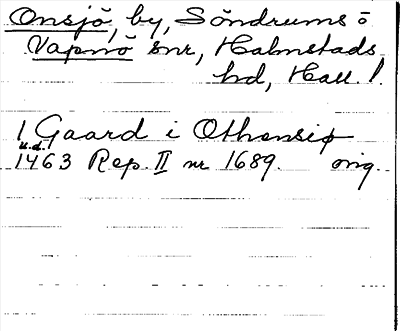 Onsjö, by, Söndrums o
Vapnö snr, Halmstads
hd, Hall. l.
1 Gaard i Othensiø
u.d.
1463 Rep. II nr 1689. orig.